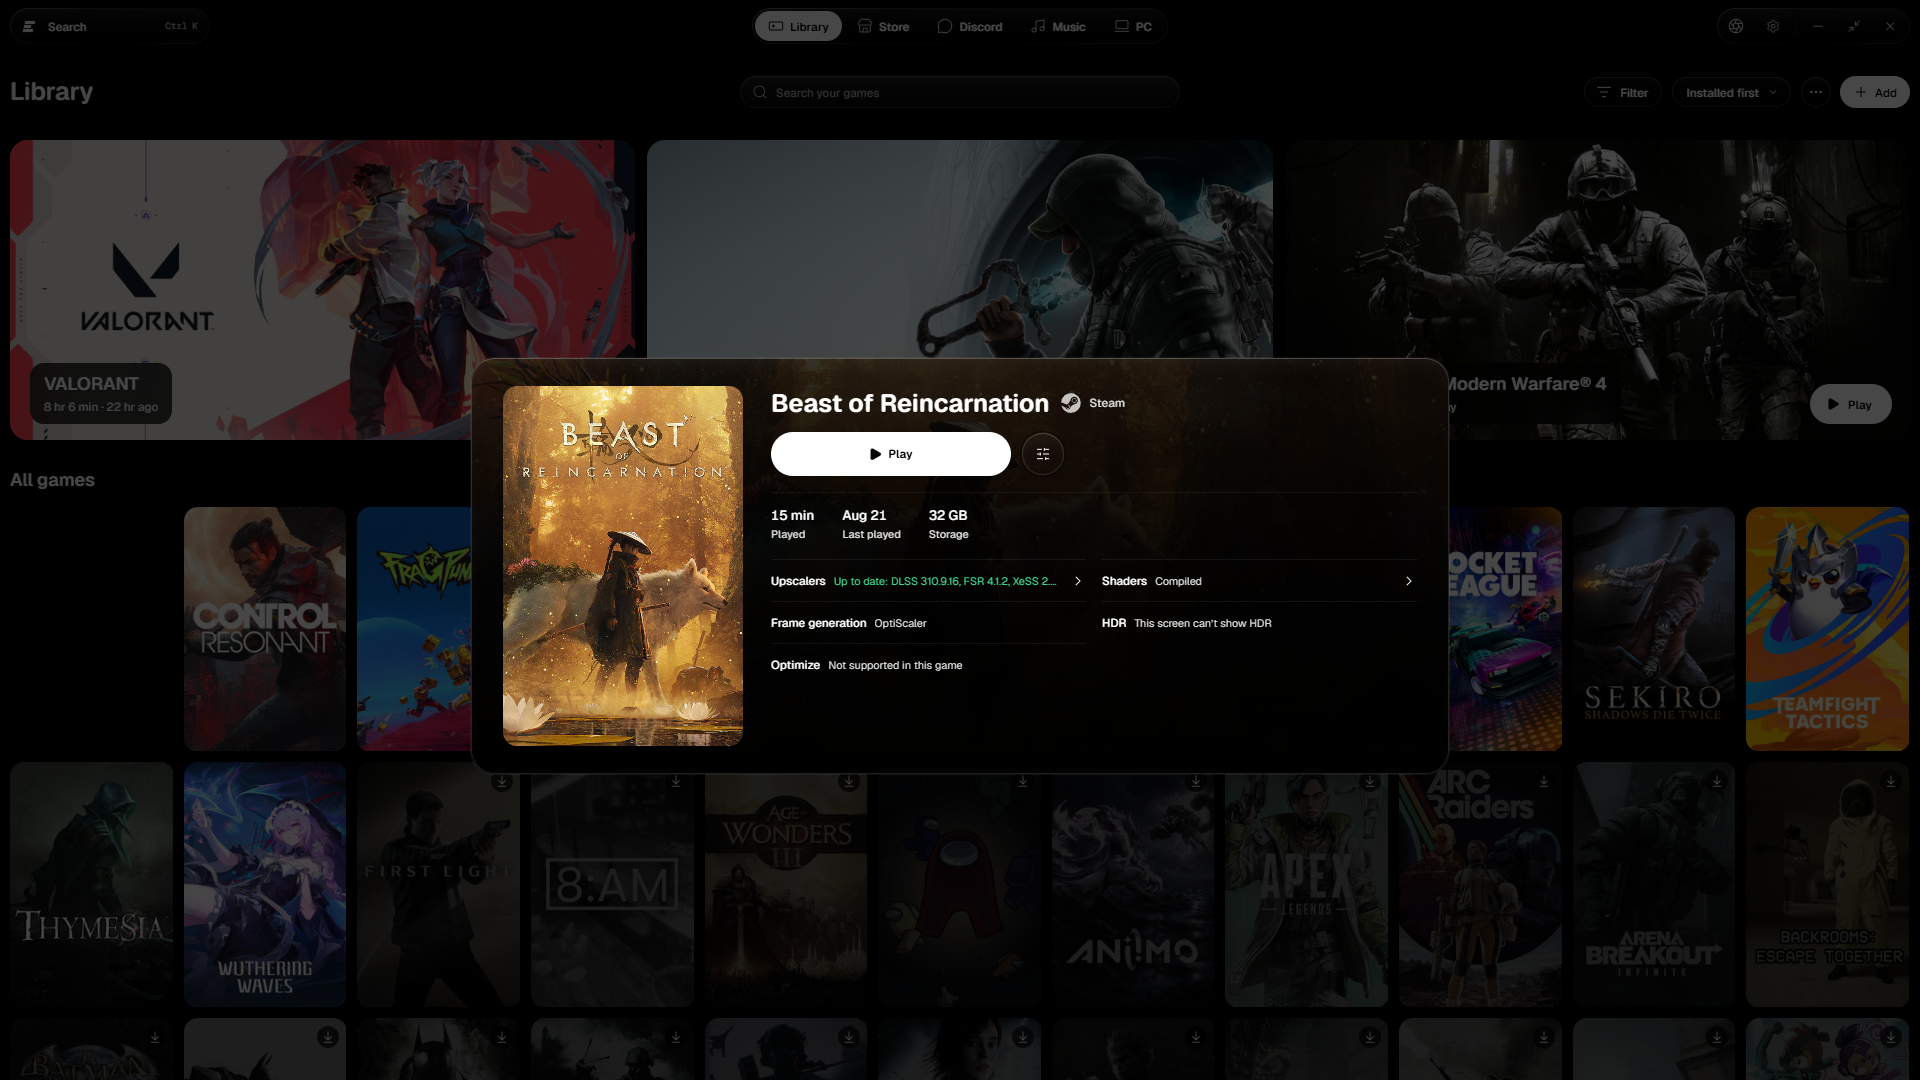 Search
Ctrl K
Library
Store
Discord
Music
PC
Library
Search your games
Filter
Installed first
Add
VALORANT
VALORANT
8 hr 6 min · 22 hr ago
Modern Warfare® 4
Play
All games
BEAST
OF
REINCARNATION
Beast of Reincarnation
Steam
Play
15 min
Played
Aug 21
Last played
32 GB
Storage
Upscalers Up to date: DLSS 310.9.16, FSR 4.1.2, XeSS 2....
Shaders Compiled
Frame generation OptiScaler
HDR This screen can't show HDR
Optimize Not supported in this game
CONTROL
RESONANT
SEKIRO
SHADOWS DIE TWICE
TEAMFIGHT
TACTICS
THYMESIA
WUTHERING
WAVES
FIRST LIGHT
8:AM
AGE OF
WONDERS
III
ANIIMO
APEX
LEGENDS
ARC
Raiders
ARENA
BREAKOUT
INFINITE
BACKROOMS:
ESCAPE TOGETHER
BATMAN